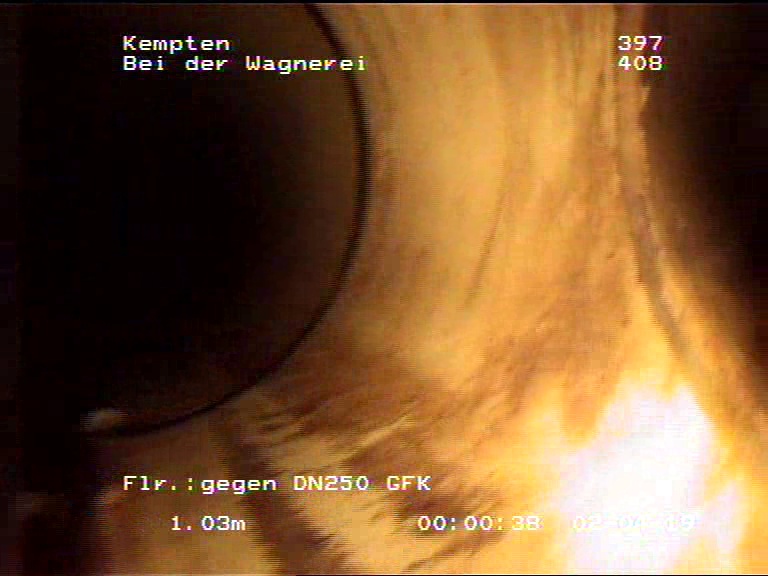 Kempten 397
Bei der Wagnerei 408
Flr.:gegen DN250 GFK
1.03m 00:00:38